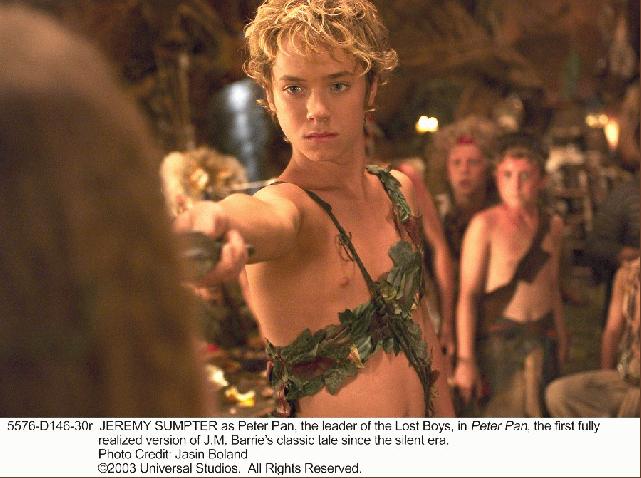 5576-D146-30r JEREMY SUMPTER as Peter Pan, the leader of the Lost Boys, in Peter Pan, the first fully
realized version of J.M. Barrie's classic tale since the silent era.
Photo Credit: Jasin Boland
©2003 Universal Studios. All Rights Reserved.